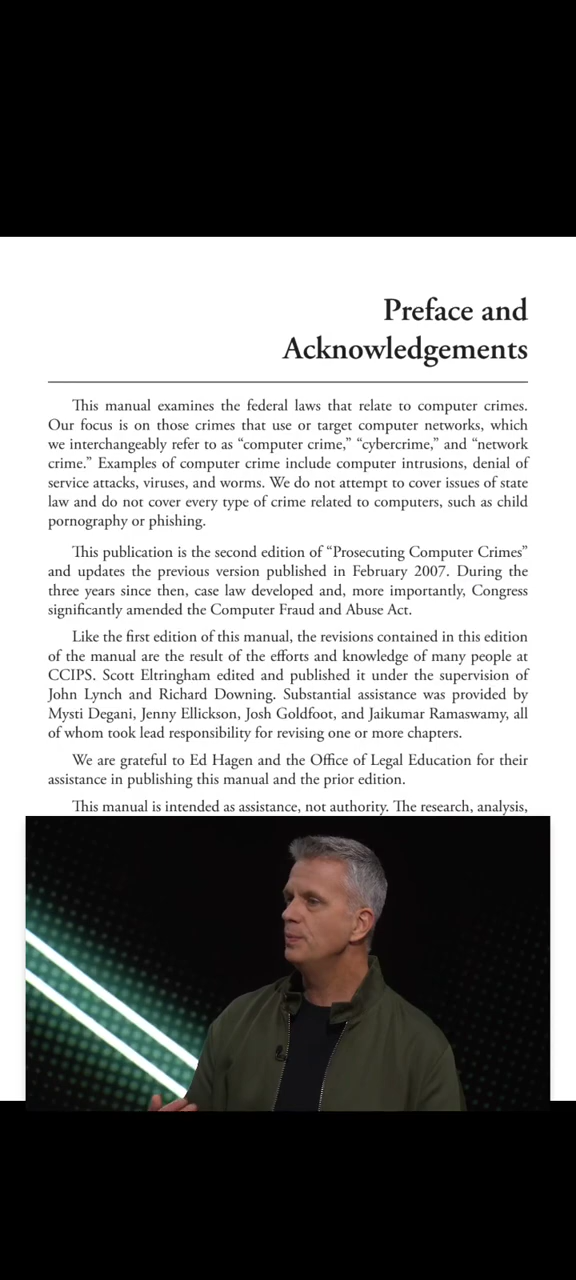 Preface and
Acknowledgements
This manual examines the federal laws that relate to computer crimes.
Our focus is on those crimes that use or target computer networks, which
we interchangeably refer to as “computer crime,” “cybercrime,” and “network
crime.” Examples of computer crime include computer intrusions, denial of
service attacks, viruses, and worms. We do not attempt to cover issues of state
law and do not cover every type of crime related to computers, such as child
pornography or phishing.
This publication is the second edition of “Prosecuting Computer Crimes”
and updates the previous version published in February 2007. During the
three years since then, case law developed and, more importantly, Congress
significantly amended the Computer Fraud and Abuse Act.
Like the first edition of this manual, the revisions contained in this edition
of the manual are the result of the efforts and knowledge of many people at
CCIPS. Scott Eltringham edited and published it under the supervision of
John Lynch and Richard Downing. Substantial assistance was provided by
Mysti Degani, Jenny Ellickson, Josh Goldfoot, and Jaikumar Ramaswamy, all
of whom took lead responsibility for revising one or more chapters.
We are grateful to Ed Hagen and the Office of Legal Education for their
assistance in publishing this manual and the prior edition.
This manual is intended as assistance, not authority. The research, analysis,